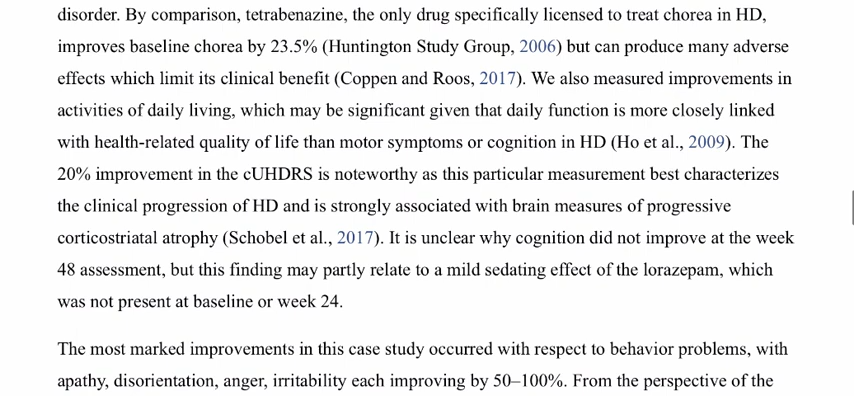 disorder. By comparison, tetrabenazine, the only drug specifically licensed to treat chorea in HD,
improves baseline chorea by 23.5% (Huntington Study Group, 2006) but can produce many adverse
effects which limit its clinical benefit (Coppen and Roos, 2017). We also measured improvements in
activities of daily living, which may be significant given that daily function is more closely linked
with health-related quality of life than motor symptoms or cognition in HD (Ho et al., 2009). The
20% improvement in the cUHDRS is noteworthy as this particular measurement best characterizes
the clinical progression of HD and is strongly associated with brain measures of progressive
corticostriatal atrophy (Schobel et al., 2017). It is unclear why cognition did not improve at the week
48 assessment, but this finding may partly relate to a mild sedating effect of the lorazepam, which
was not present at baseline or week 24.
The most marked improvements in this case study occurred with respect to behavior problems, with
apathy, disorientation, anger, irritability each improving by 50–100%. From the perspective of the